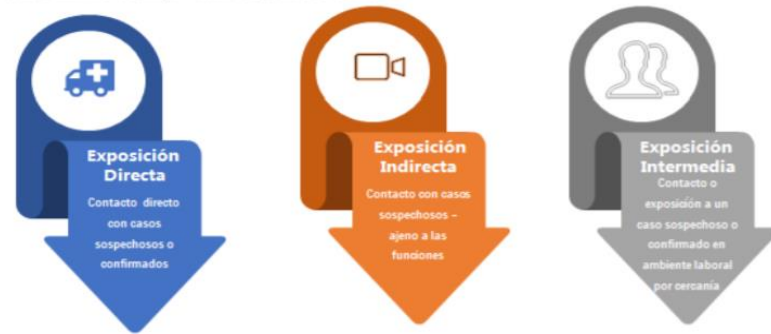 Exposición
Directa
Contacto directo
con casos
sospechosos o
confirmados
Exposición
Indirecta
Contacto con casos
sospechosos –
ajeno a las
funciones
Exposición
Intermedia
Contacto o
exposición a un
caso sospechoso o
confirmado en
ambiente laboral
por cercanía